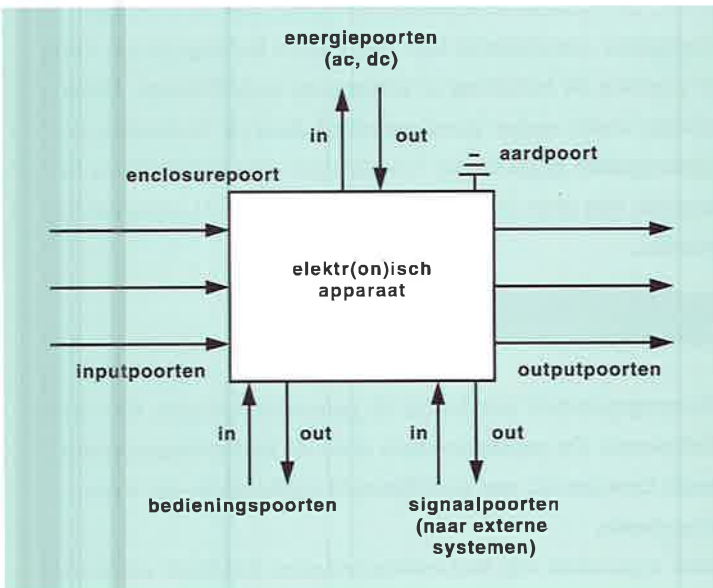 energiepoorten
(ac, dc)
in
out
aardpoort
enclosurepoort
elektr(on)isch
apparaat
inputpoorten
outputpoorten
in
out
in
out
bedieningspoorten
signaalpoorten
(naar externe
systemen)